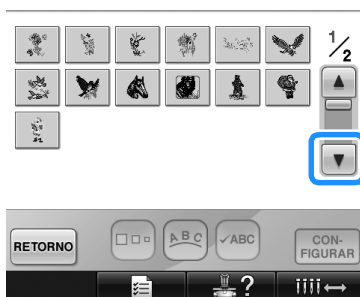 1/2
RETORNO
ABC
✓ABC
CON-
FIGURAR
?